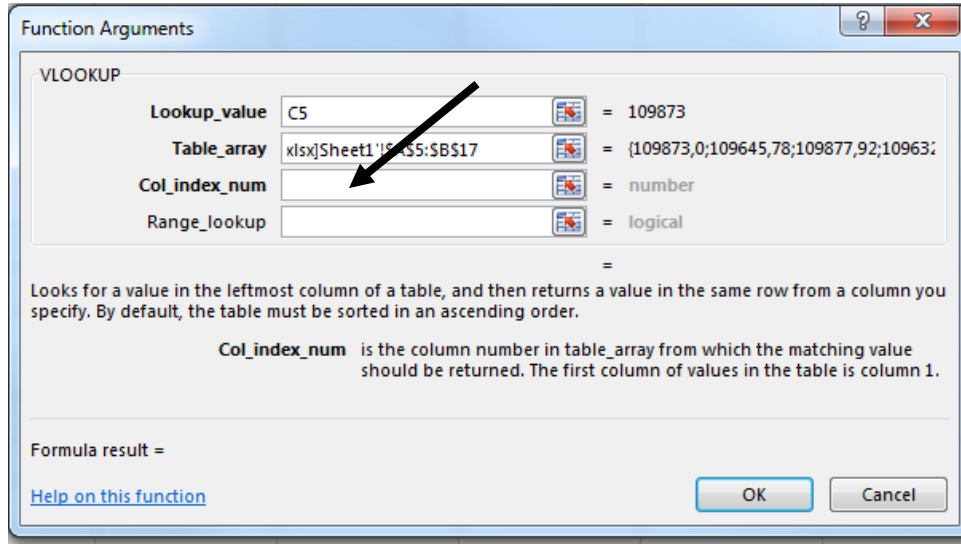 Function Arguments
VLOOKUP
Lookup_value C5 = 109873
Table_array xlsx]Sheet1'!$A$5:$B$17 = {109873,0;109645,78;109877,92;109632
Col_index_num = number
Range_lookup = logical
=
Looks for a value in the leftmost column of a table, and then returns a value in the same row from a column you
specify. By default, the table must be sorted in an ascending order.
Col_index_num is the column number in table_array from which the matching value
should be returned. The first column of values in the table is column 1.
Formula result =
Help on this function OK Cancel